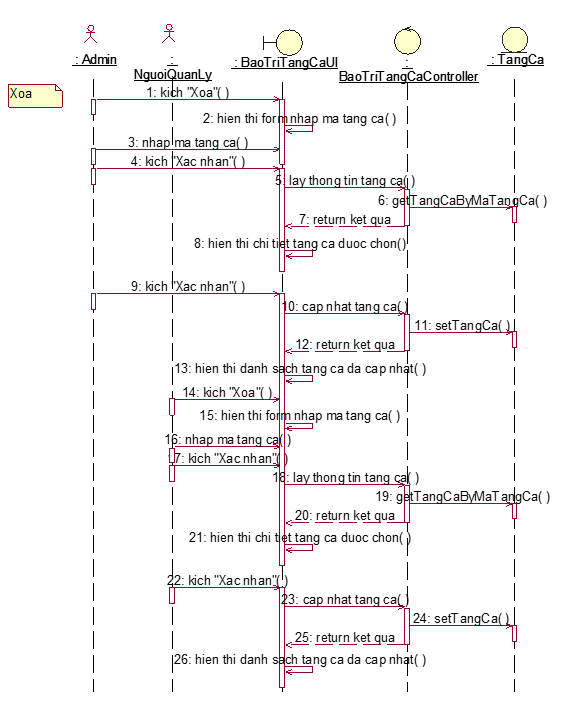 : Admin
:
NguoiQuanLy
: BaoTriTangCaUI
:
BaoTriTangCaController
: TangCa
Xoa
1: kich "Xoa"( )
2: hien thi form nhap ma tang ca( )
3: nhap ma tang ca( )
4: kich "Xac nhan"( )
5: lay thong tin tang ca( )
6: getTangCaByMaTangCa( )
7: return ket qua
8: hien thi chi tiet tang ca duoc chon()
9: kich "Xac nhan"( )
10: cap nhat tang ca( )
11: setTangCa( )
12: return ket qua
13: hien thi danh sach tang ca da cap nhat( )
14: kich "Xoa"( )
15: hien thi form nhap ma tang ca( )
16: nhap ma tang ca( )
17: kich "Xac nhan"( )
18: lay thong tin tang ca( )
19: getTangCaByMaTangCa( )
20: return ket qua
21: hien thi chi tiet tang ca duoc chon( )
22: kich "Xac nhan"( )
23: cap nhat tang ca( )
24: setTangCa( )
25: return ket qua
26: hien thi danh sach tang ca da cap nhat( )